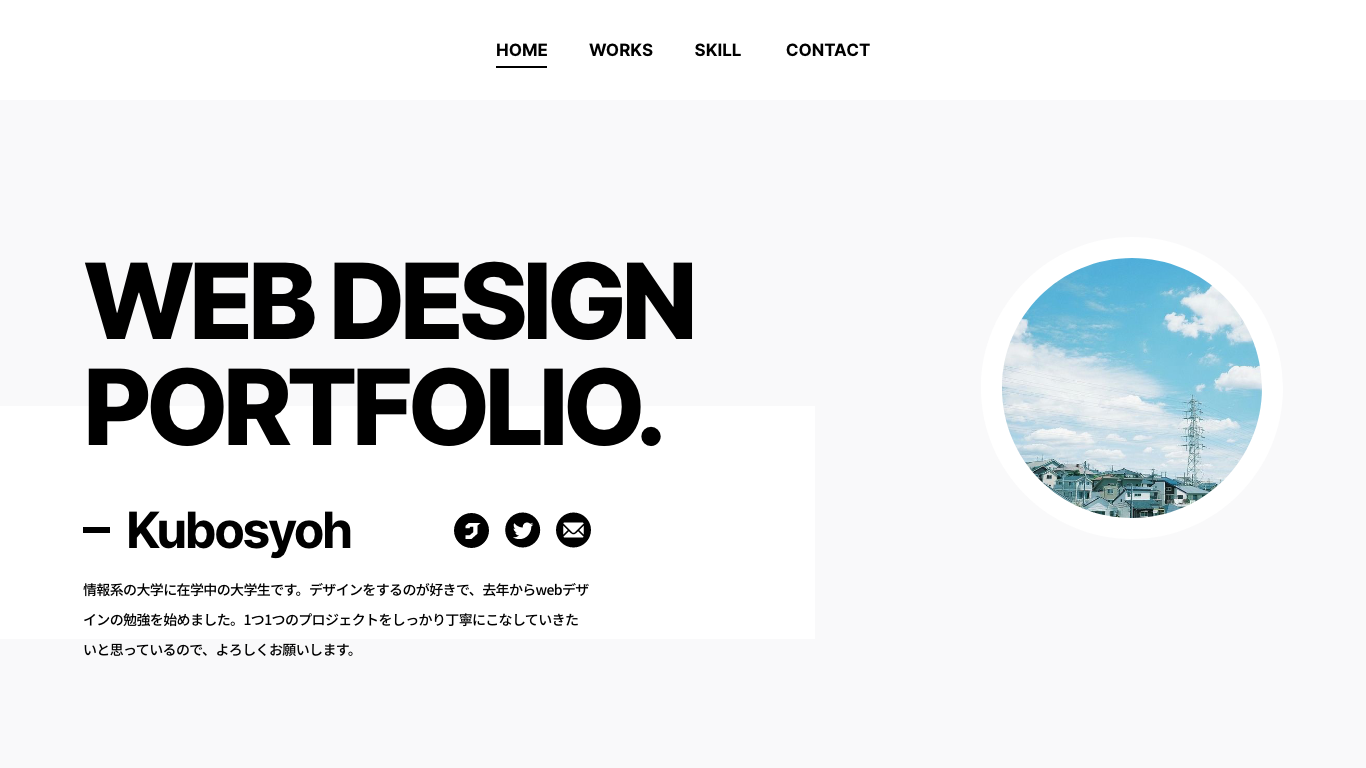 HOME WORKS SKILL CONTACT
WEB DESIGN
PORTFOLIO.
Kubosyoh
情報系の大学に在学中の大学生です。デザインをするのが好きで、去年からwebデザ
インの勉強を始めました。1つ1つのプロジェクトをしっかり丁寧にこなしていきた
いと思っているので、よろしくお願いします。